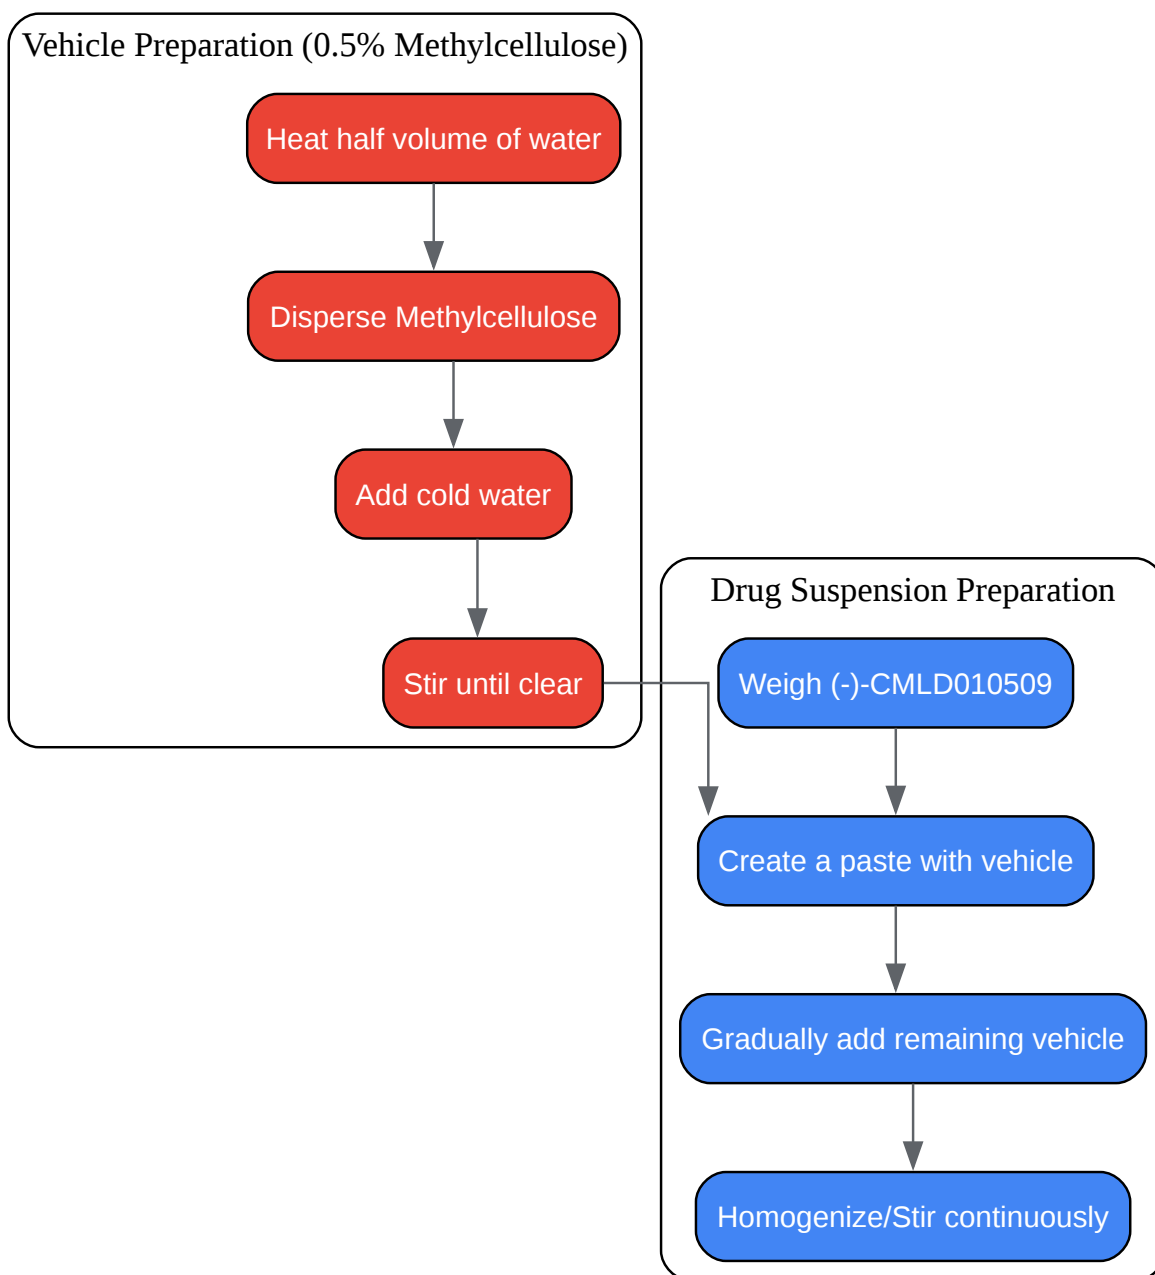 Vehicle Preparation (0.5% Methylcellulose)
Heat half volume of water
Disperse Methylcellulose
Add cold water
Stir until clear
Drug Suspension Preparation
Weigh (-)-CMLD010509
Create a paste with vehicle
Gradually add remaining vehicle
Homogenize/Stir continuously